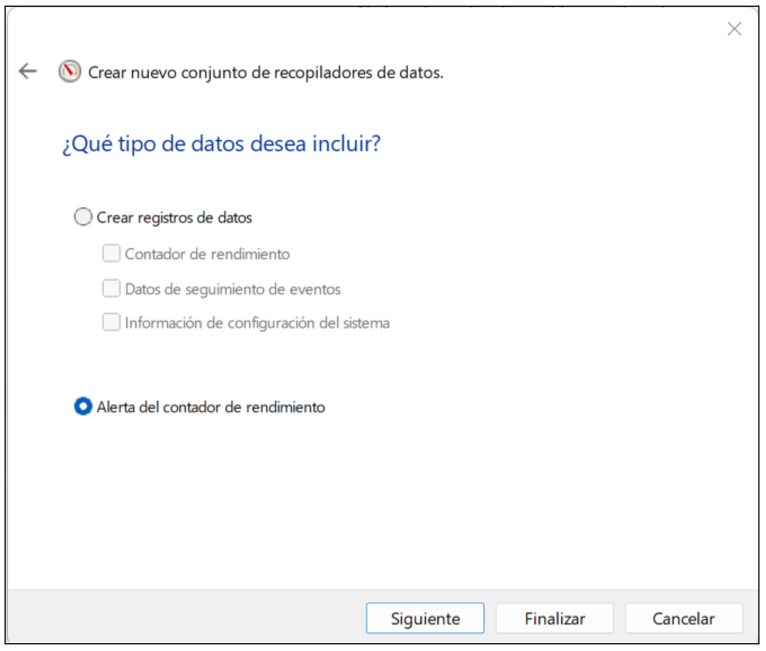 Crear nuevo conjunto de recopiladores de datos.
¿Qué tipo de datos desea incluir?
Crear registros de datos
Contador de rendimiento
Datos de seguimiento de eventos
Información de configuración del sistema
Alerta del contador de rendimiento
Siguiente
Finalizar
Cancelar